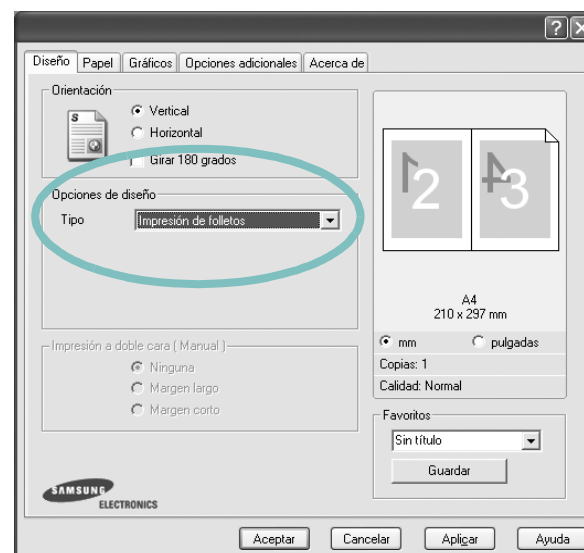 Diseño Papel Gráficos Opciones adicionales Acerca de
Orientación
S
Vertical
Horizontal
Girar 180 grados
Opciones de diseño
Tipo Impresión de folletos
Impresión a doble cara ( Manual )
Ninguna
Margen largo
Margen corto
1 2 4 3
A4
210 x 297 mm
mm pulgadas
Copias: 1
Calidad: Normal
Favoritos
Sin título
Guardar
SAMSUNG
ELECTRONICS
Aceptar Cancelar Aplicar Ayuda